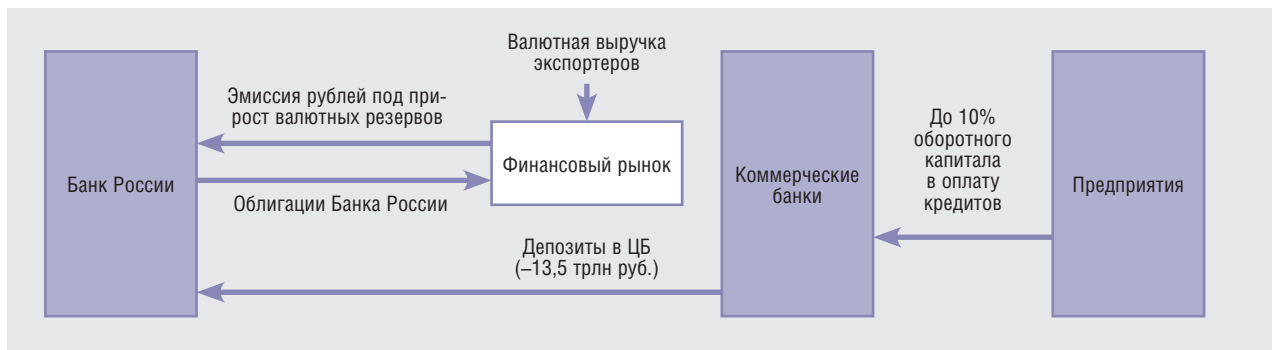 Валютная выручка
экспортеров
Эмиссия рублей под при-
рост валютных резервов
Банк России
Финансовый рынок
Облигации Банка России
Депозиты в ЦБ
(–13,5 трлн руб.)
Коммерческие
банки
До 10%
оборотного
капитала
в оплату
кредитов
Предприятия